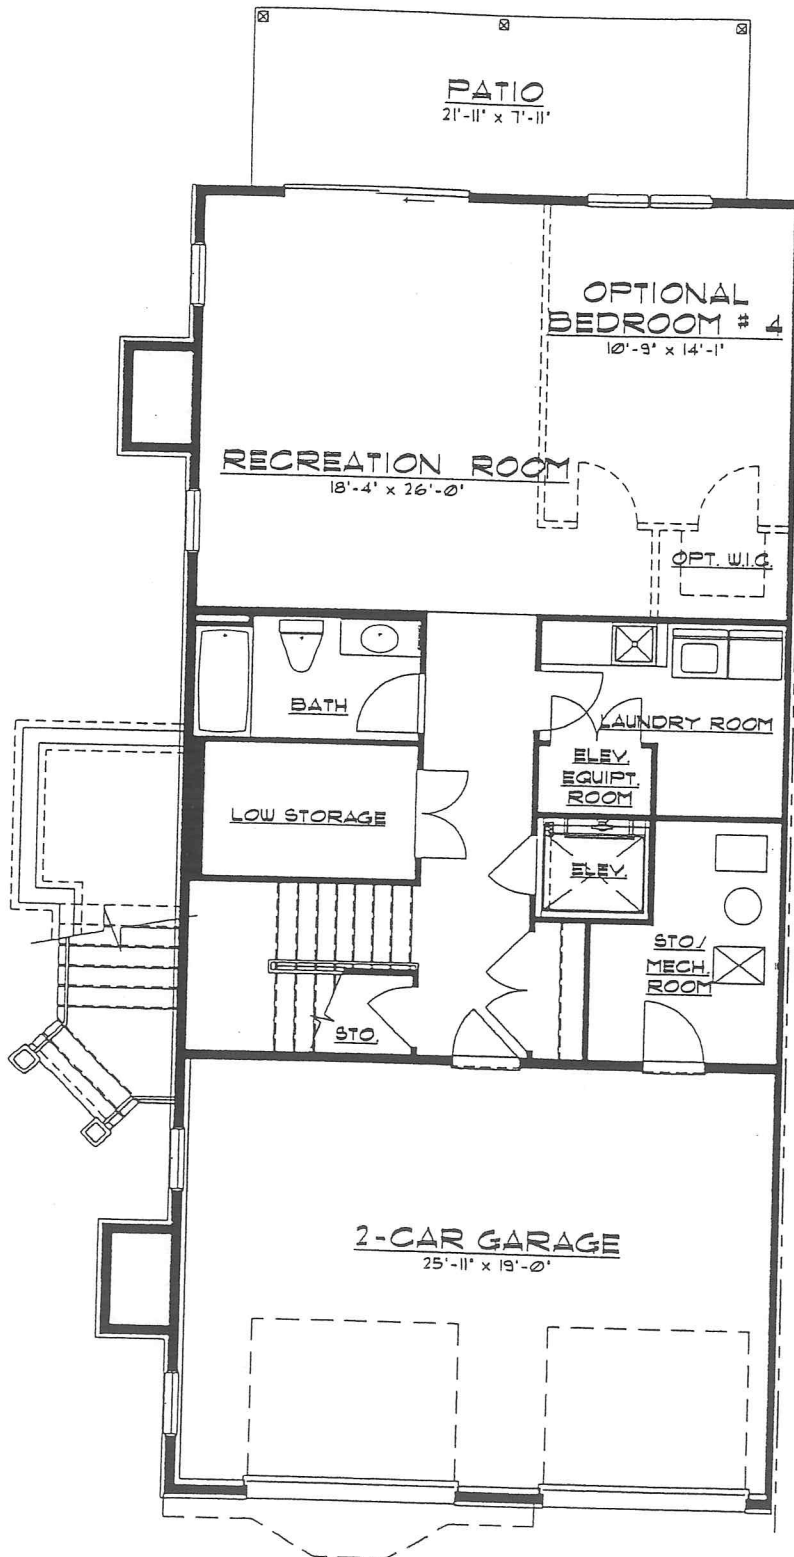 PATIO
21'-11" x 7'-11"
OPTIONAL
BEDROOM # 4
10'-9" x 14'-1"
RECREATION ROOM
18'-4" x 26'-0"
OPT. W.I.C.
BATH
LAUNDRY ROOM
ELEV.
EQUIPT.
ROOM
LOW STORAGE
ELEV.
STO./
MECH.
ROOM
STO.
2-CAR GARAGE
25'-11" x 19'-0"